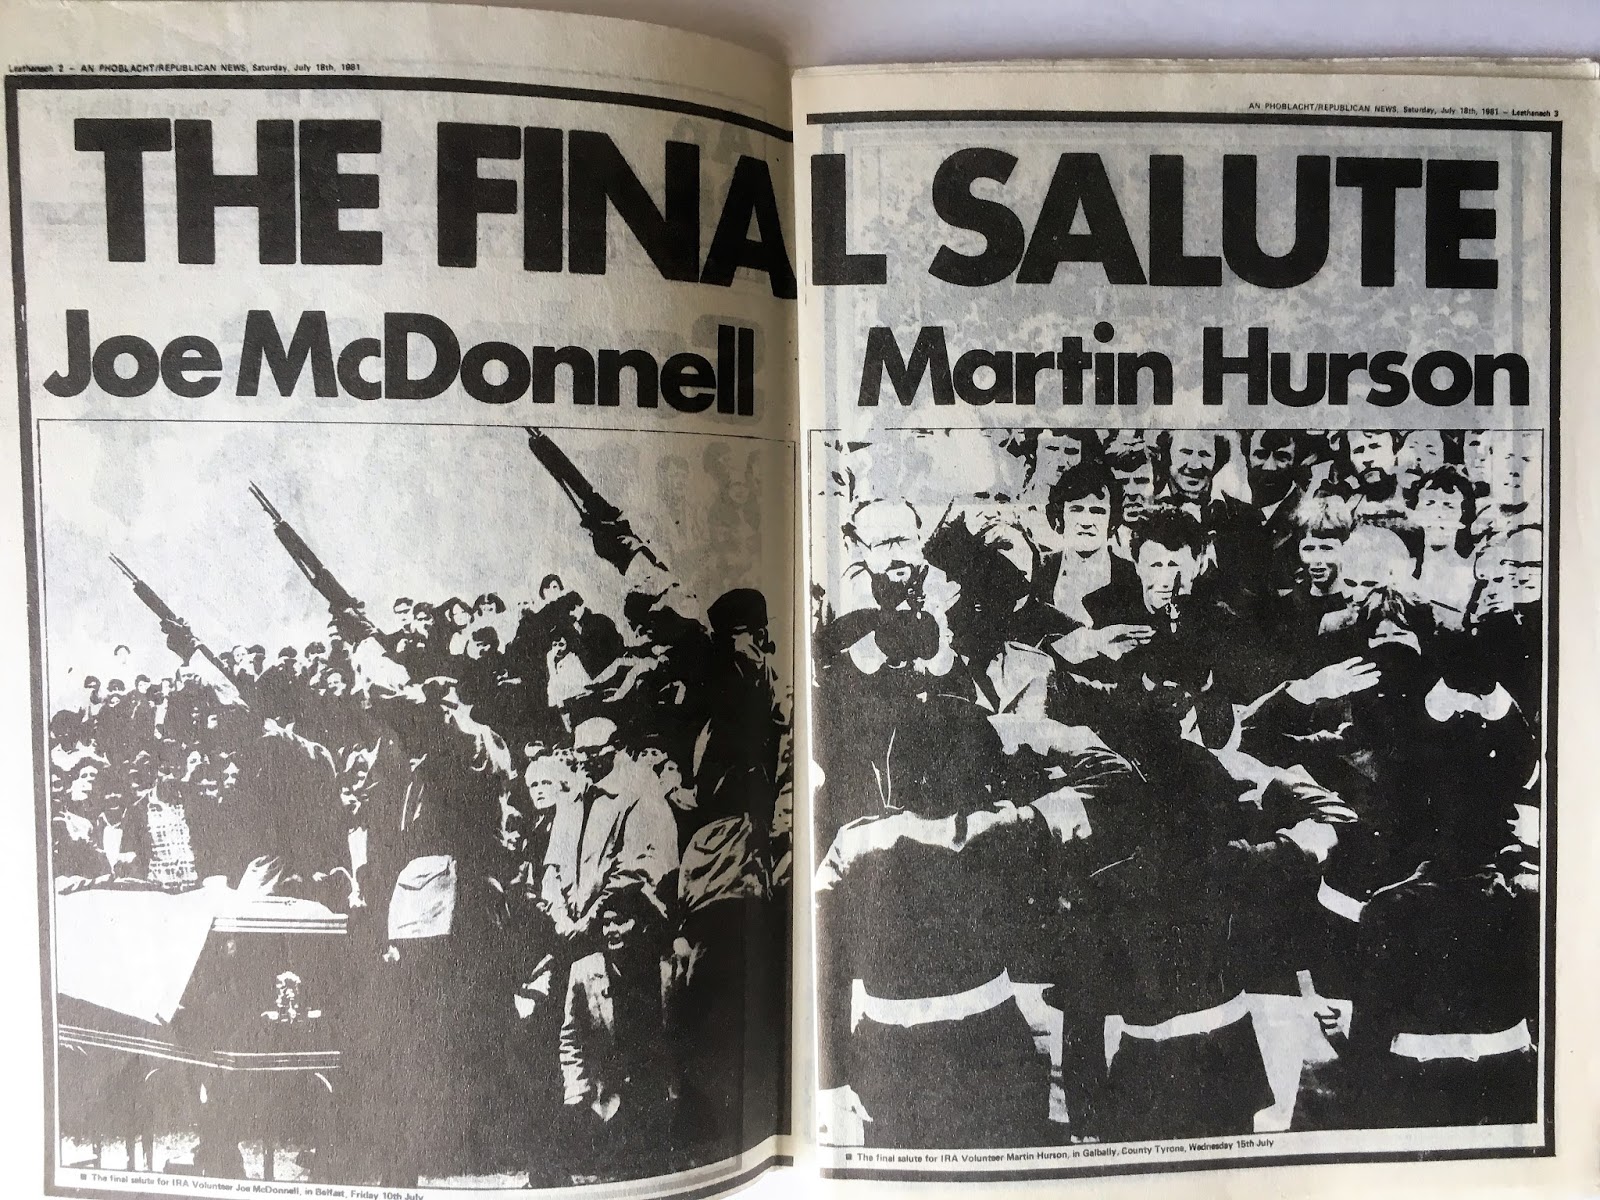 Leathanach 2 – AN PHOBLACHT/REPUBLICAN NEWS, Saturday, July 18th, 1981
AN PHOBLACHT/REPUBLICAN NEWS, Saturday, July 18th, 1981 – Leathanach 3
THE FINAL SALUTE
Joe McDonnell
Martin Hurson
■ The final salute for IRA Volunteer Joe McDonnell, in Belfast, Friday 10th July
■ The final salute for IRA Volunteer Martin Hurson, in Galbally, County Tyrone, Wednesday 15th July